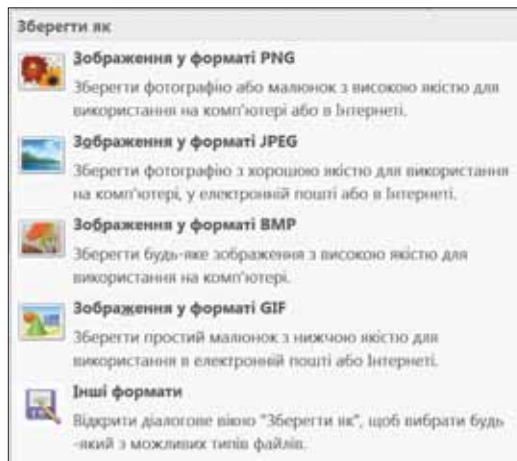 Зберегти як
Зображення у форматі PNG
Зберегти фотографію або малюнок з високою якістю для
використання на комп'ютері або в Інтернеті.
Зображення у форматі JPEG
Зберегти фотографію з хорошою якістю для використання
на комп'ютері, у електронній пошті або в Інтернеті.
Зображення у форматі BMP
Зберегти будь-яке зображення з високою якістю для
використання на комп'ютері.
Зображення у форматі GIF
Зберегти простий малюнок з нижчою якістю для
використання в електронній пошті або Інтернеті.
Інші формати
Відкрити діалогове вікно "Зберегти як", щоб вибрати будь
-який з можливих типів файлів.